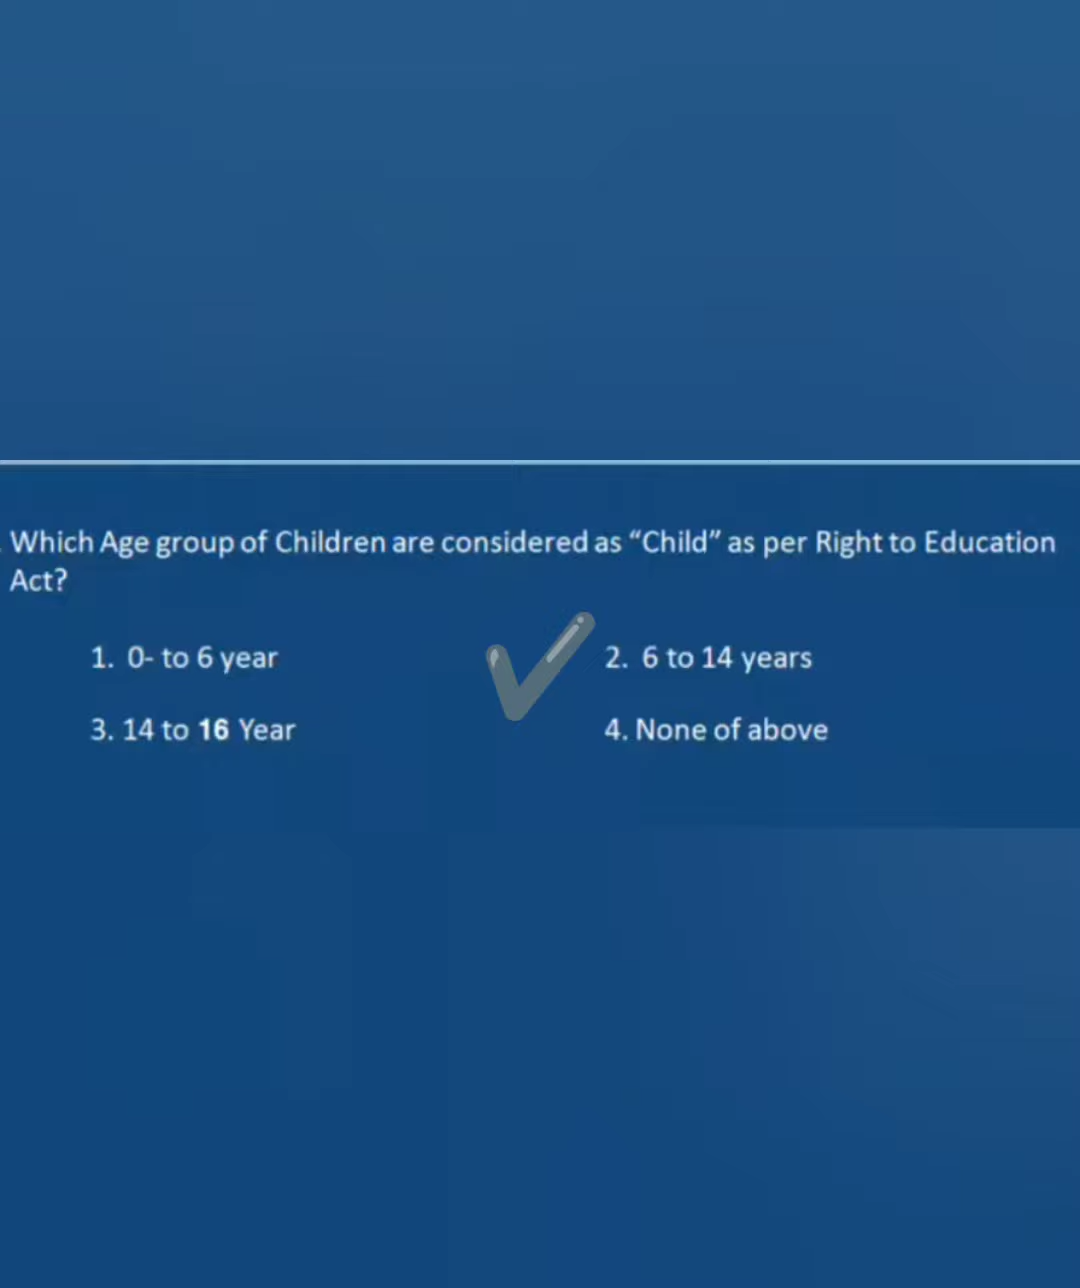 Which Age group of Children are considered as “Child” as per Right to Education
Act?
1. 0- to 6 year
2. 6 to 14 years
3. 14 to 16 Year
4. None of above